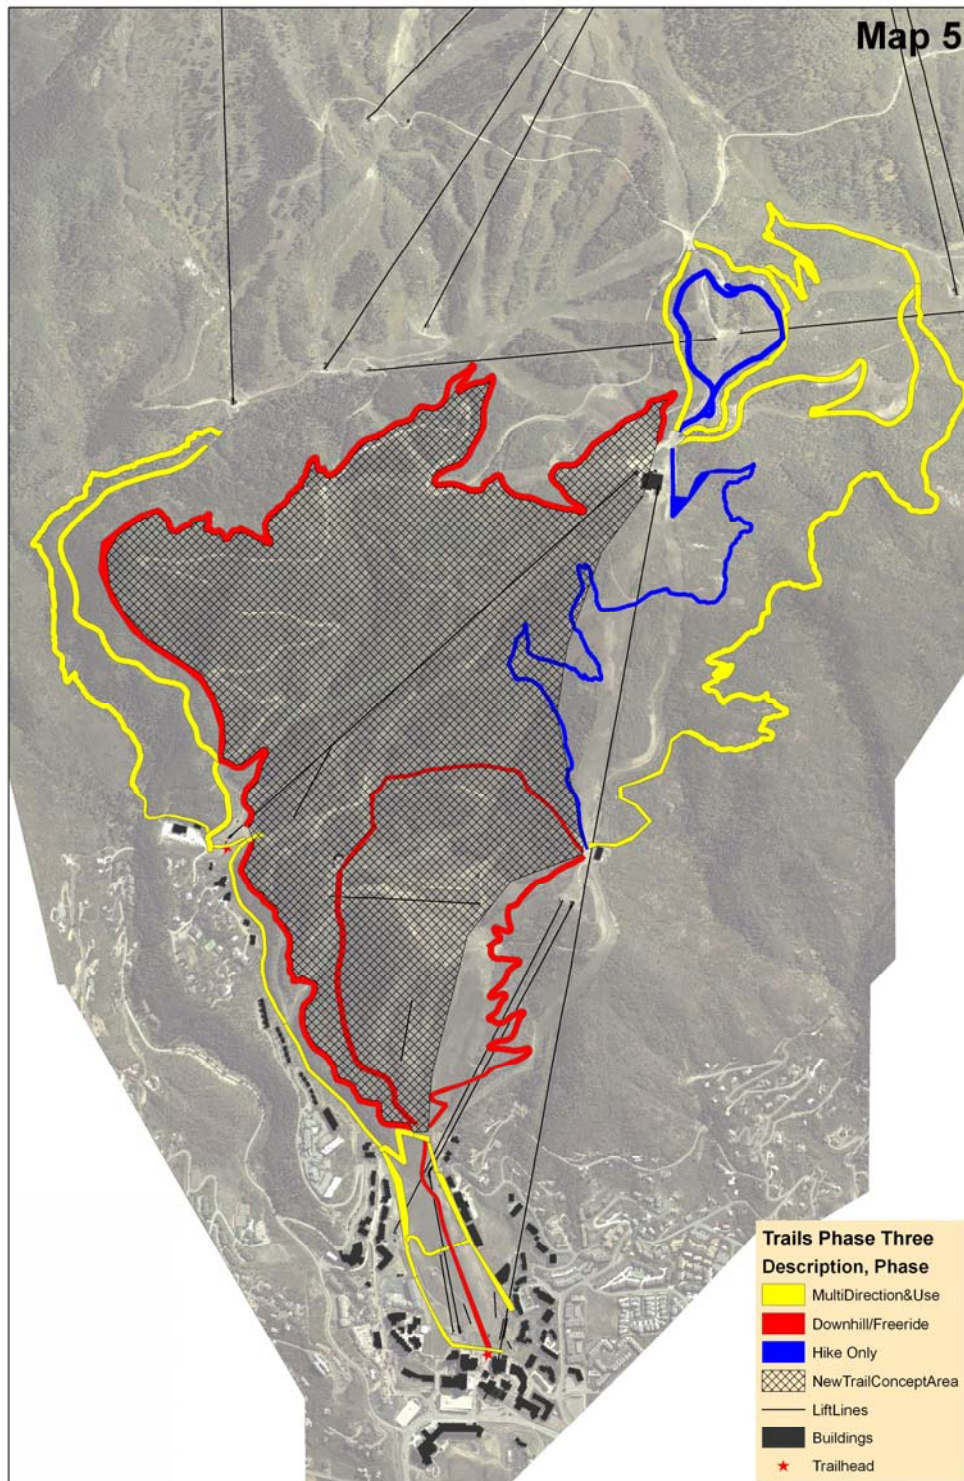 Map 5
Trails Phase Three
Description, Phase
MultiDirection&Use
Downhill/Freeride
Hike Only
NewTrailConceptArea
LiftLines
Buildings
Trailhead